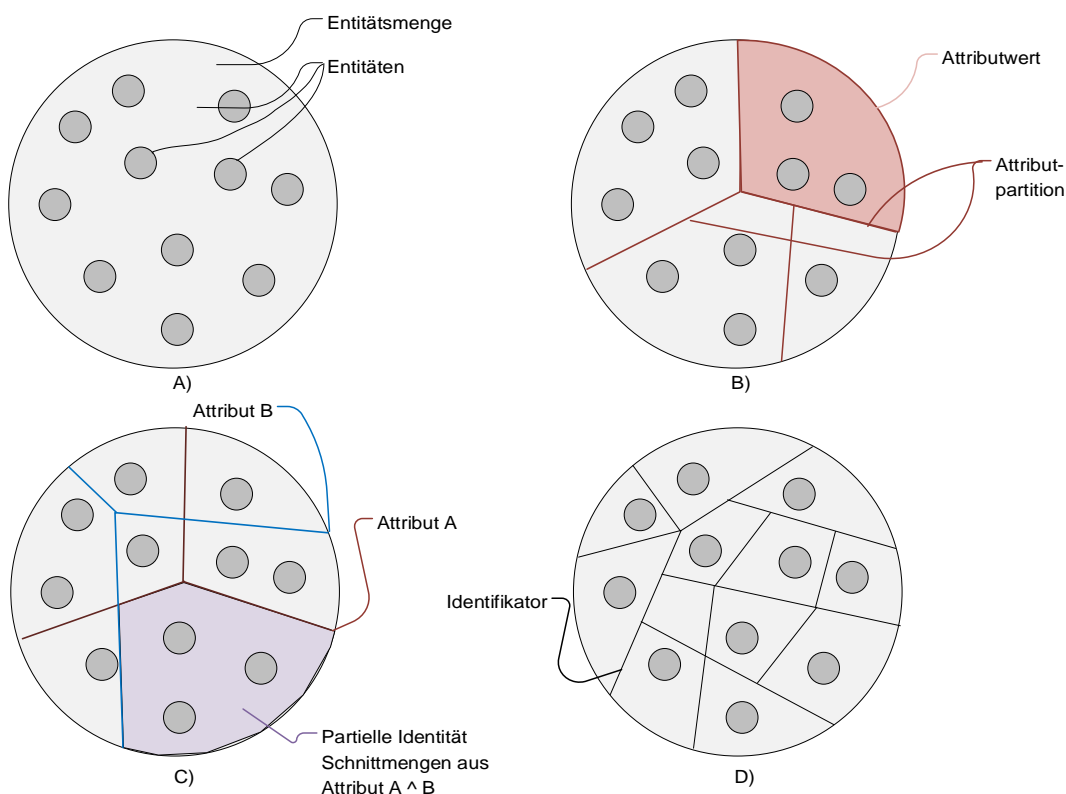 Entitätsmenge
Entitäten
Attributwert
Attribut-
partition
A)
B)
Attribut B
Attribut A
Identifikator
Partielle Identität
Schnittmengen aus
Attribut A ^ B
C)
D)